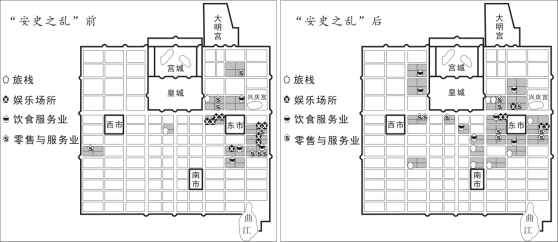 “安史之乱”前
大明宫
宫城
皇城
兴庆宫
旅栈
娱乐场所
饮食服务业
零售与服务业
西市
东市
南市
曲江
“安史之乱”后
大明宫
宫城
皇城
兴庆宫
旅栈
娱乐场所
饮食服务业
零售与服务业
西市
东市
南市
曲江